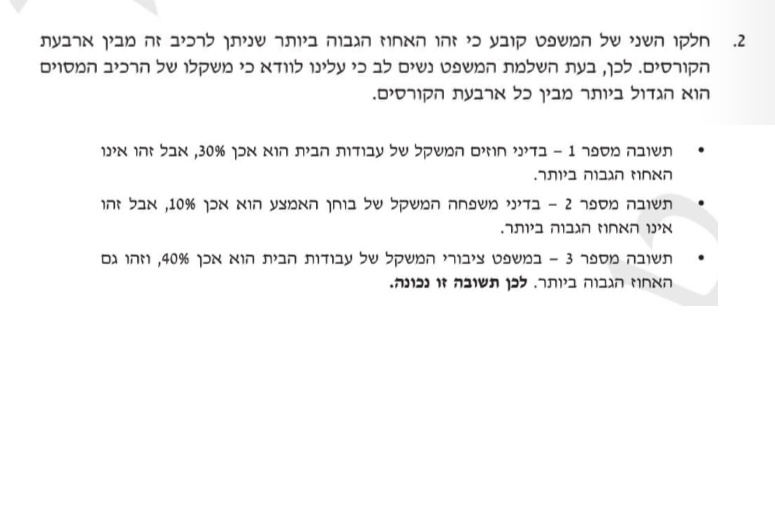 2. חלקו השני של המשפט קובע כי זהו האחוז הגבוה ביותר שניתן לרכיב זה מבין ארבעת
הקורסים. לכן, בעת השלמת המשפט נשים לב כי עלינו לוודא כי משקלו של הרכיב המסוים
הוא הגדול ביותר מבין כל ארבעת הקורסים.
• תשובה מספר 1 – בדיני חוזים המשקל של עבודות הבית הוא אכן 30%, אבל זהו אינו
האחוז הגבוה ביותר.
• תשובה מספר 2 – בדיני משפחה המשקל של בוחן האמצע הוא אכן 10%, אבל זהו
אינו האחוז הגבוה ביותר.
• תשובה מספר 3 – במשפט ציבורי המשקל של עבודות הבית הוא אכן 40%, וזהו גם
האחוז הגבוה ביותר. לכן תשובה זו נכונה.